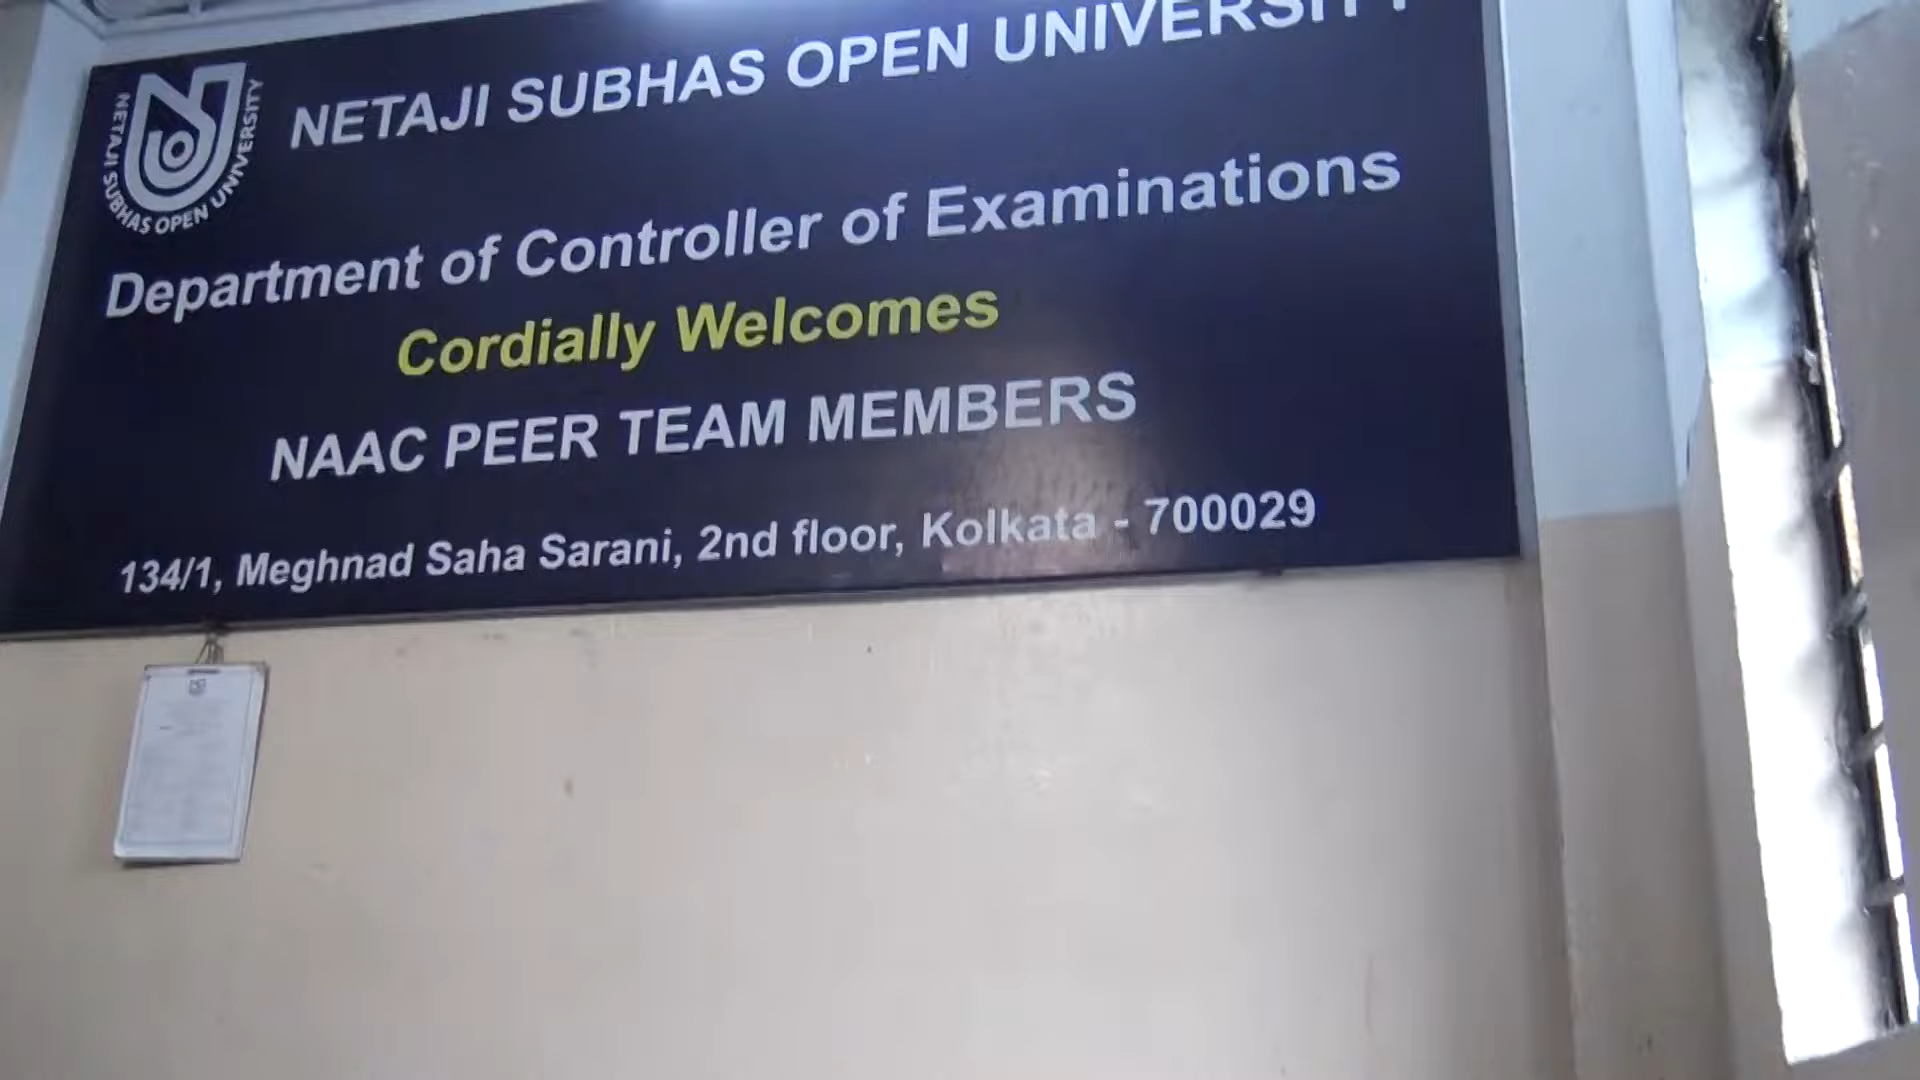 NETAJI SUBHAS OPEN UNIVERSITY
NETAJI SUBHAS OPEN UNIVERSITY
Department of Controller of Examinations
Cordially Welcomes
NAAC PEER TEAM MEMBERS
134/1, Meghnad Saha Sarani, 2nd floor, Kolkata - 700029